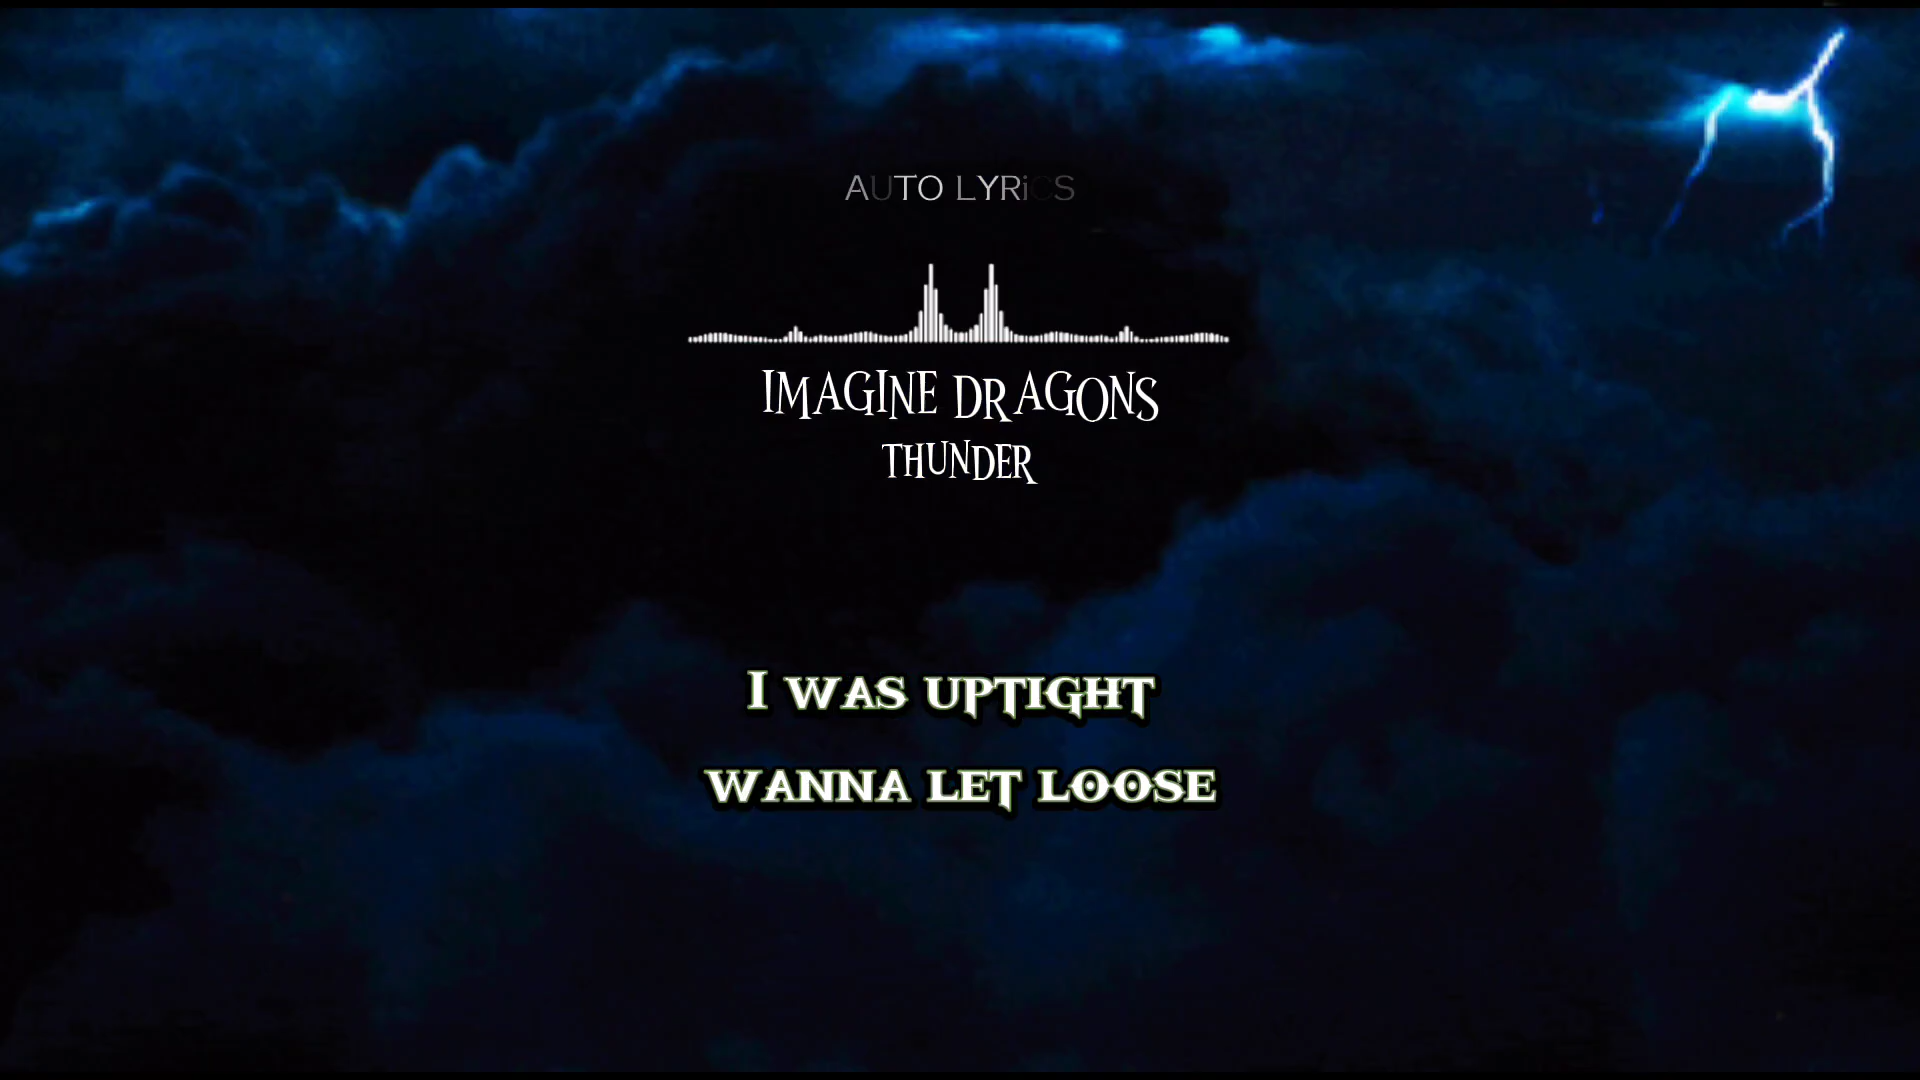 AUTO LYRiCS
IMAGINE DRAGONS
THUNDER
I WAS UPTIGHT
WANNA LET LOOSE